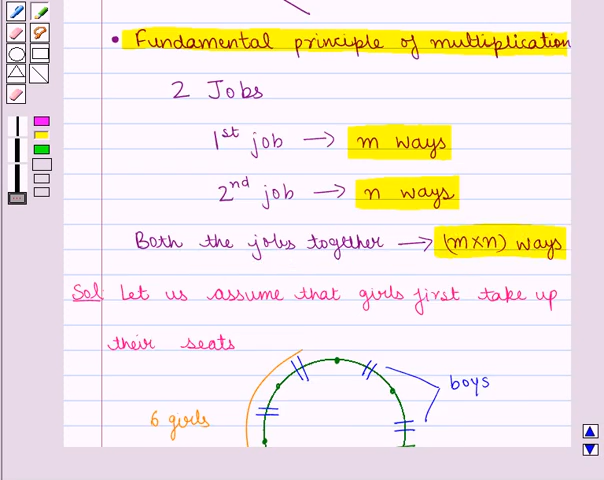 • Fundamental principle of multiplication
2 Jobs
1st job → m ways
2nd job → n ways
Both the jobs together → (m×n) ways
Sol: Let us assume that girls first take up
their seats
boys
6 girls